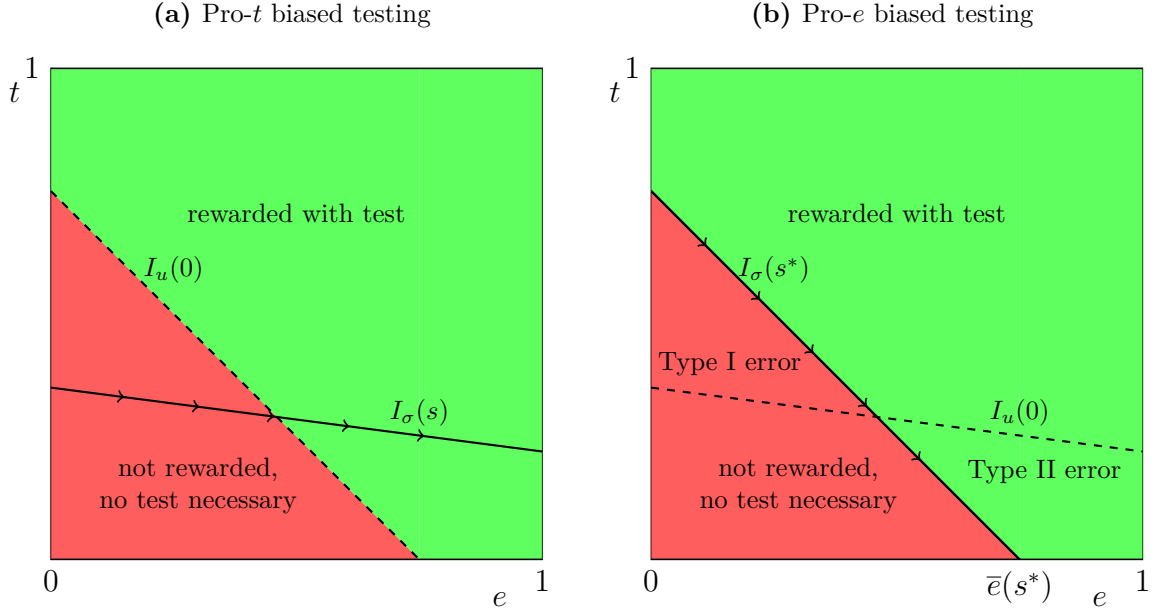 (a) Pro-t biased testing
1
t
rewarded with test
I_u(0)
I_σ(s)
not rewarded,
no test necessary
0
e
1
(b) Pro-e biased testing
1
t
rewarded with test
I_σ(s*)
Type I error
I_u(0)
not rewarded,
no test necessary
Type II error
0
e̅(s*)
e
1